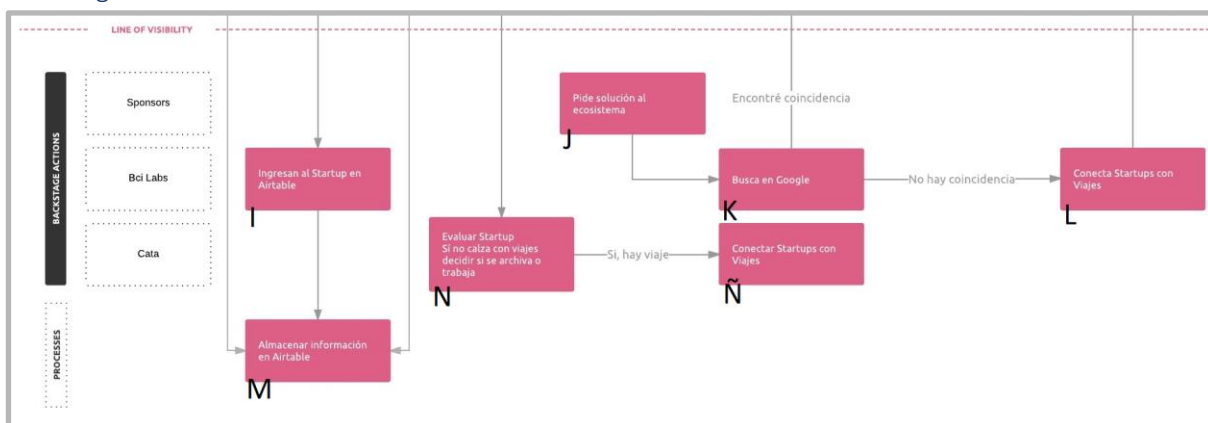 LINE OF VISIBILITY
BACKSTAGE ACTIONS
Sponsors
Pide solución al
ecosistema
J
Encontré coincidencia
Bci Labs
Ingresan al Startup en
Airtable
I
Busca en Google
K
No hay coincidencia
Conecta Startups con
Viajes
L
Cata
Evaluar Startup
Sí no calza con viajes
decidir si se archiva o
trabaja
N
Si, hay viaje
Conectar Startups con
Viajes
Ñ
PROCESSES
Almacenar información
en Airtable
M